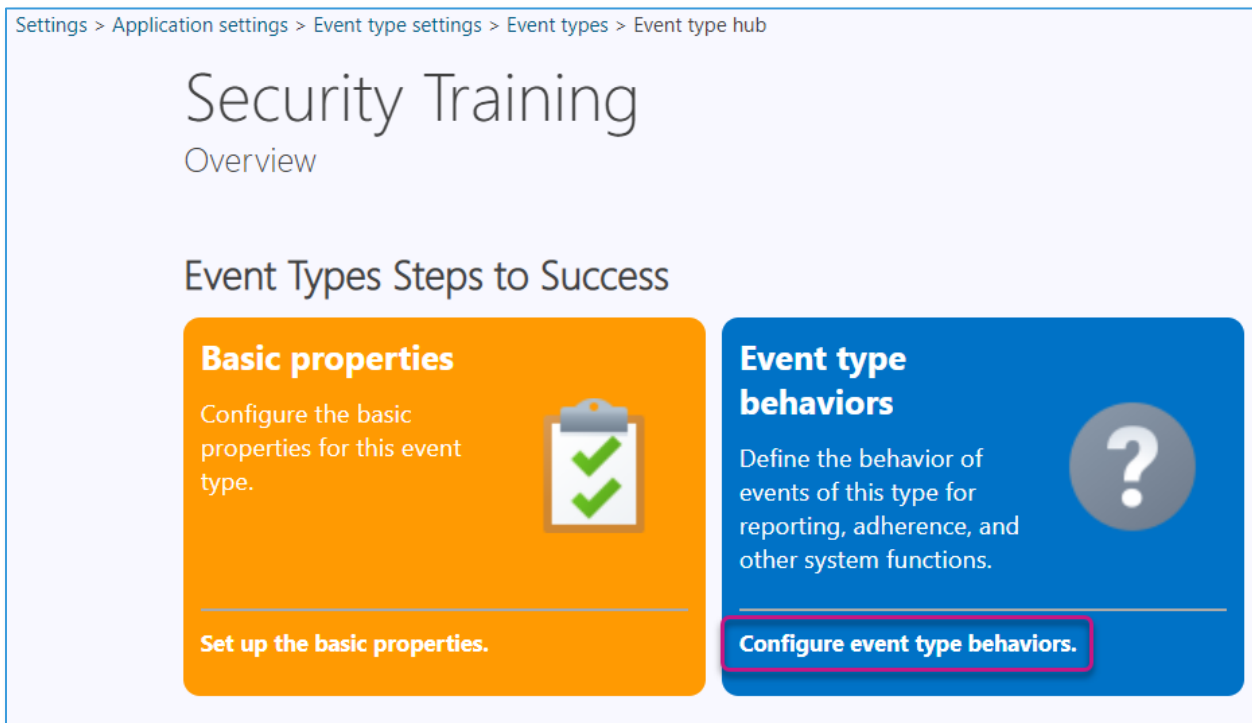 Settings > Application settings > Event type settings > Event types > Event type hub
Security Training
Overview
Event Types Steps to Success
Basic properties
Configure the basic
properties for this event
type.
Set up the basic properties.
Event type
behaviors
Define the behavior of
events of this type for
reporting, adherence, and
other system functions.
?
Configure event type behaviors.